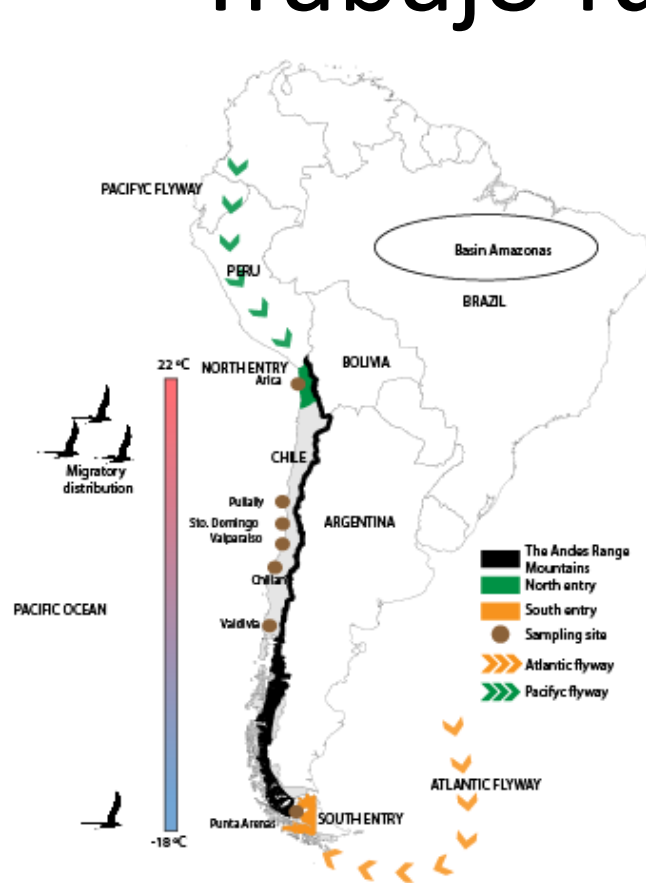 PACIFYC FLYWAY
Basin Amazonas
PERU
BRAZIL
22 ºC
NORTH ENTRY
BOLIVIA
Arica
CHILE
Migratory
distribution
Pullally
Sto. Domingo
ARGENTINA
Valparaiso
The Andes Range
Mountains
Chillan
North entry
PACIFIC OCEAN
South entry
Valdivia
Sampling site
Atlantic flyway
Pacifyc flyway
ATLANTIC FLYWAY
Punta Arenas
SOUTH ENTRY
-18 ºC